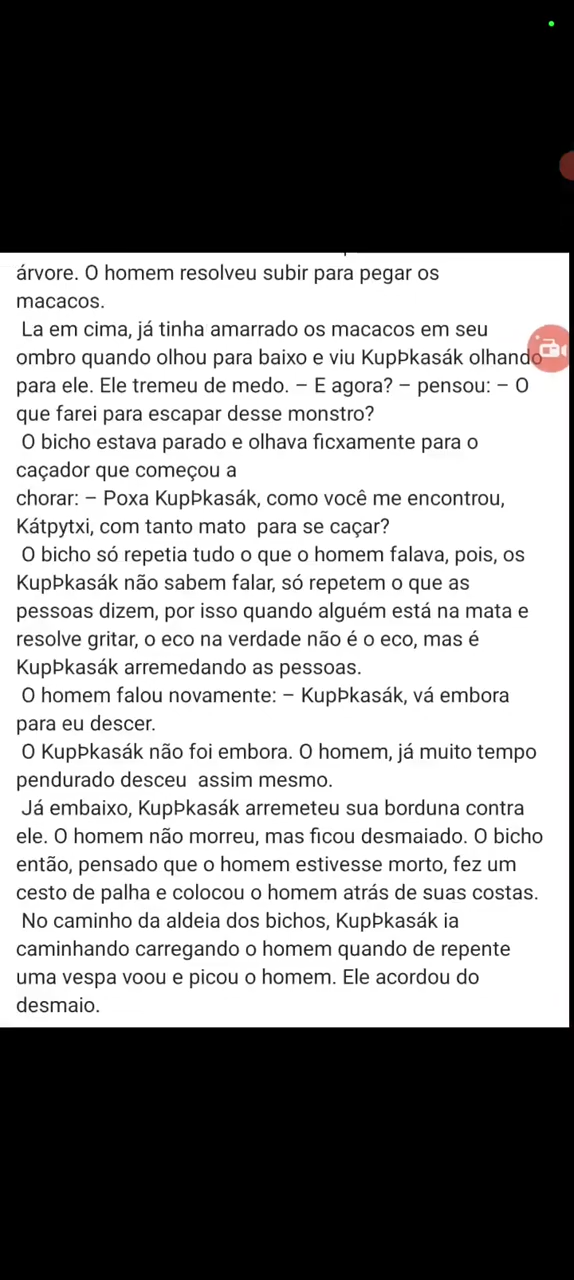 árvore. O homem resolveu subir para pegar os
macacos.
La em cima, já tinha amarrado os macacos em seu
ombro quando olhou para baixo e viu KupÞkasák olhando
para ele. Ele tremeu de medo. – E agora? – pensou: – O
que farei para escapar desse monstro?
O bicho estava parado e olhava ficxamente para o
caçador que começou a
chorar: – Poxa KupÞkasák, como você me encontrou,
Kátpytxi, com tanto mato  para se caçar?
O bicho só repetia tudo o que o homem falava, pois, os
KupÞkasák não sabem falar, só repetem o que as
pessoas dizem, por isso quando alguém está na mata e
resolve gritar, o eco na verdade não é o eco, mas é
KupÞkasák arremedando as pessoas.
O homem falou novamente: – KupÞkasák, vá embora
para eu descer.
O KupÞkasák não foi embora. O homem, já muito tempo
pendurado desceu  assim mesmo.
Já embaixo, KupÞkasák arremeteu sua borduna contra
ele. O homem não morreu, mas ficou desmaiado. O bicho
então, pensado que o homem estivesse morto, fez um
cesto de palha e colocou o homem atrás de suas costas.
No caminho da aldeia dos bichos, KupÞkasák ia
caminhando carregando o homem quando de repente
uma vespa voou e picou o homem. Ele acordou do
desmaio.